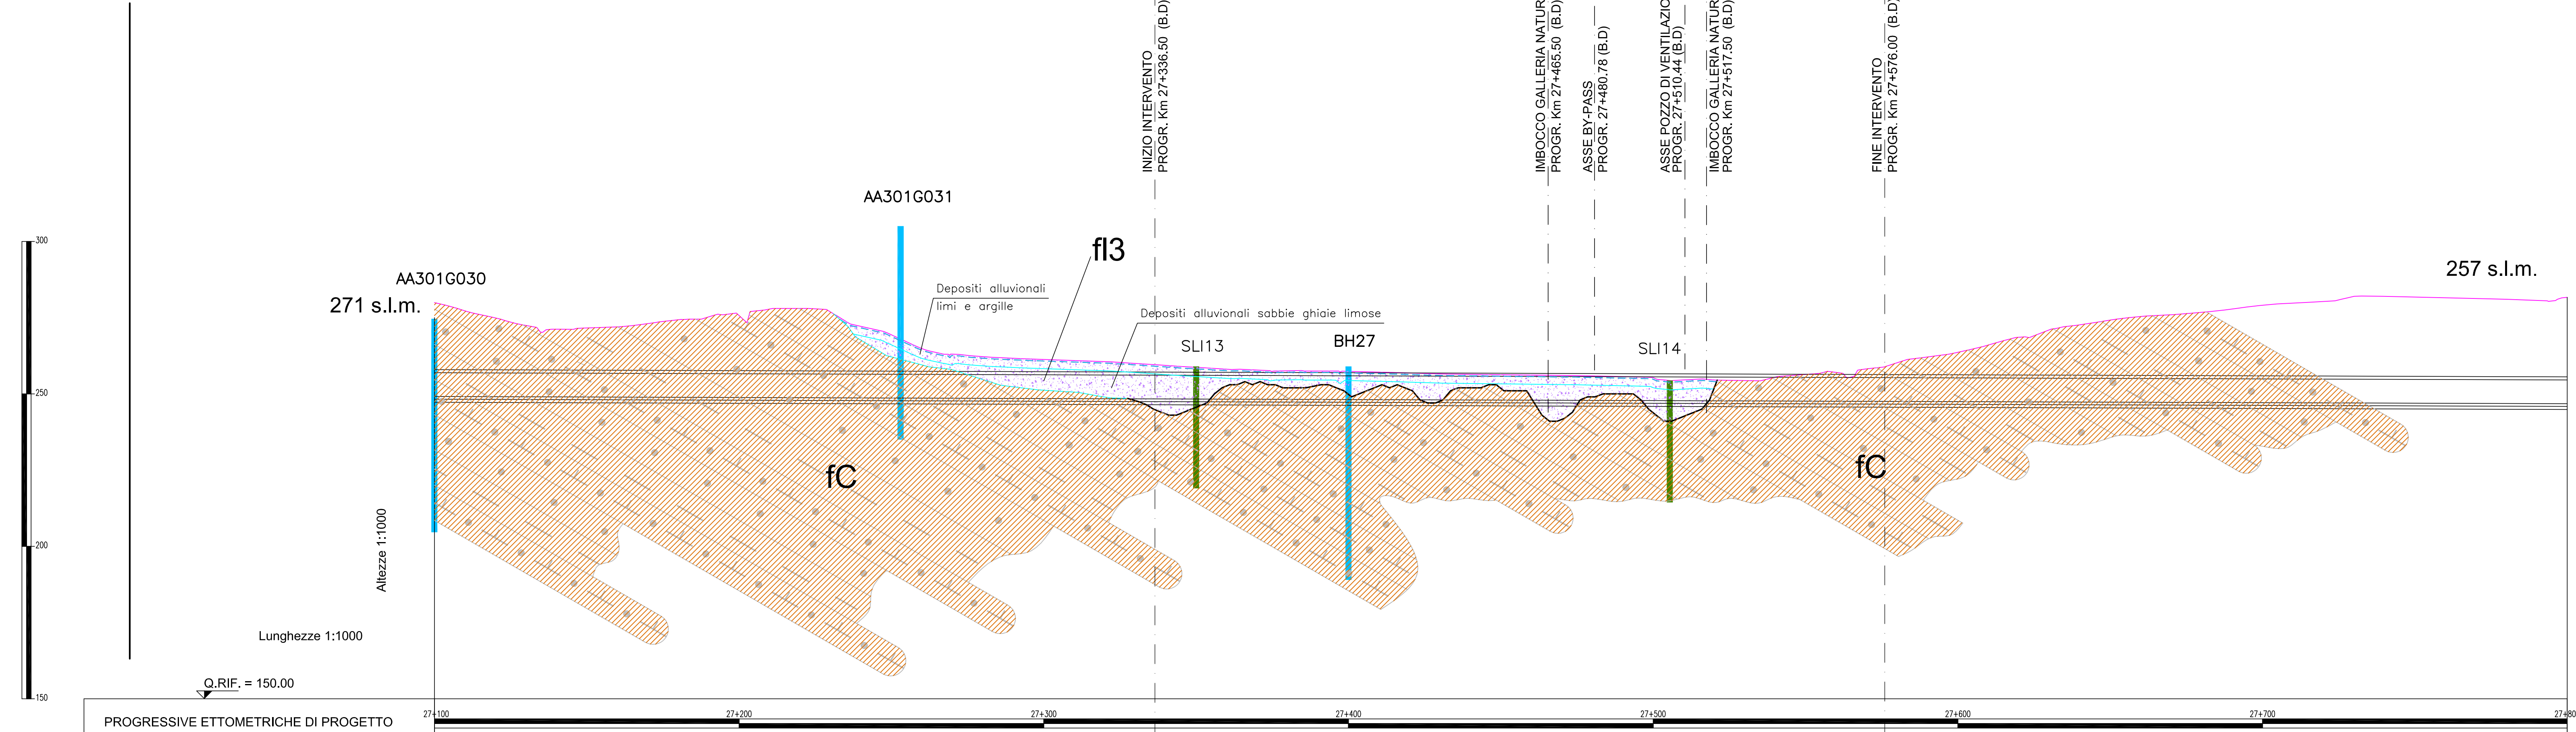 INIZIO INTERVENTO
PROGR. Km 27+336.50 (B.D)
IMBOCCO GALLERIA NATUR
PROGR. Km 27+465.50 (B.D)
ASSE BY-PASS
PROGR. 27+480.78 (B.D)
ASSE POZZO DI VENTILAZIO
PROGR. 27+510.44 (B.D)
IMBOCCO GALLERIA NATUR
PROGR. Km 27+517.50 (B.D)
FINE INTERVENTO
PROGR. Km 27+576.00 (B.D)
AA301G031
300
fl3
257 s.l.m.
AA301G030
271 s.l.m.
Depositi alluvionali
limi e argille
Depositi alluvionali sabbie ghiaie limose
SLI13
BH27
SLI14
250
fC
fC
200
Altezze 1:1000
Lunghezze 1:1000
Q.RIF. = 150.00
150
PROGRESSIVE ETTOMETRICHE DI PROGETTO
27+100
27+200
27+300
27+400
27+500
27+600
27+700
27+80